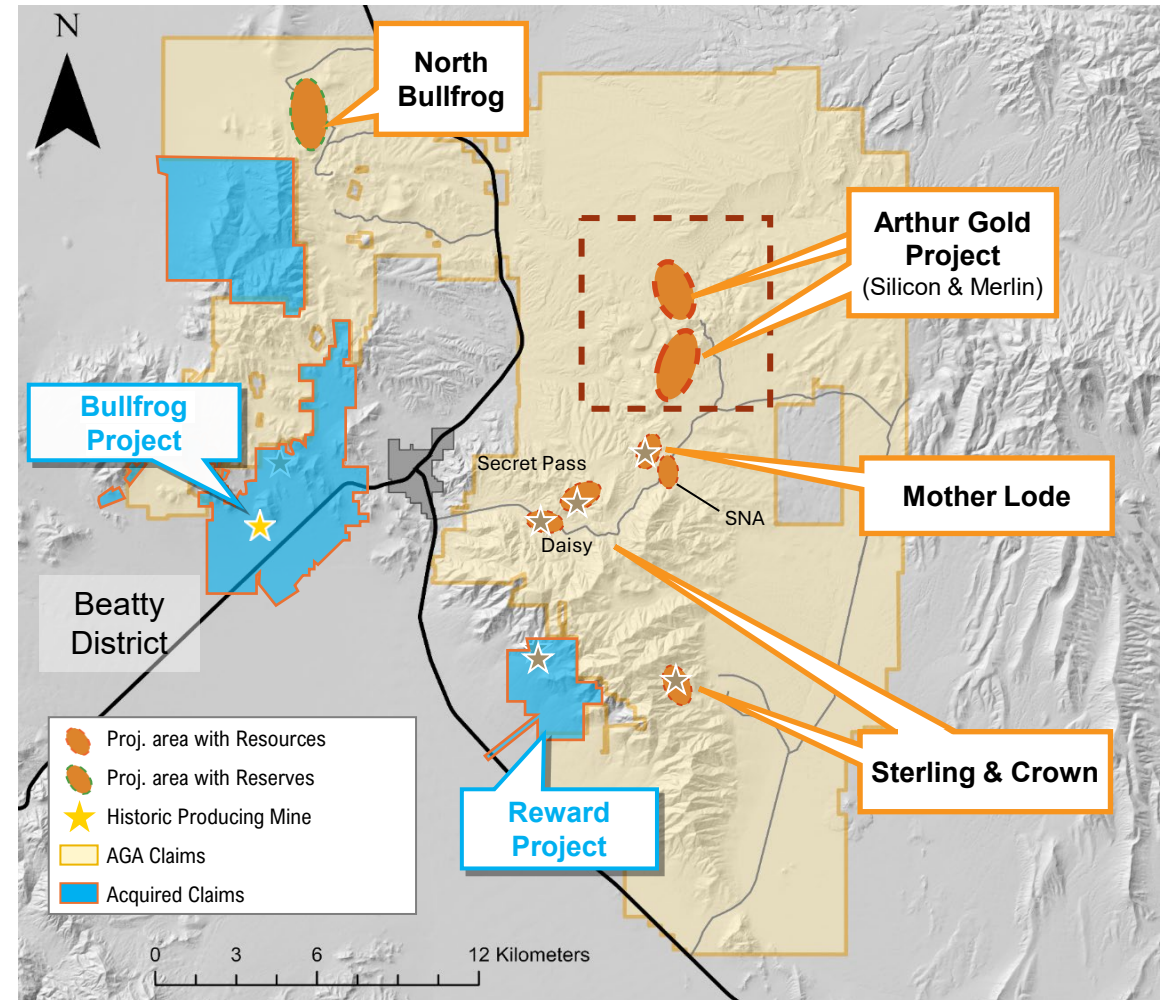 N
North
Bullfrog
Arthur Gold
Project
(Silicon & Merlin)
Bullfrog
Project
Secret Pass
Mother Lode
SNA
Daisy
Beatty
District
Sterling & Crown
Reward
Project
Proj. area with Resources
Proj. area with Reserves
Historic Producing Mine
AGA Claims
Acquired Claims
0 3 6 12 Kilometers